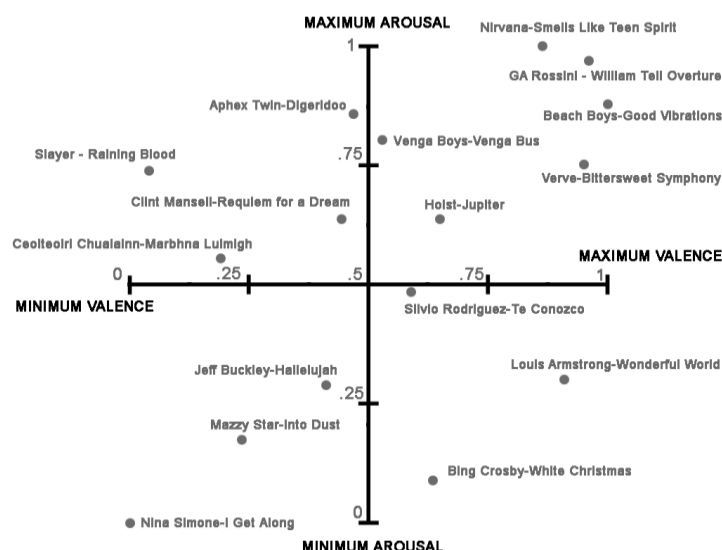 MAXIMUM AROUSAL
Nirvana-Smells Like Teen Spirit
1
GA Rossini - William Tell Overture
Aphex Twin-Digeridoo
Beach Boys-Good Vibrations
Venga Boys-Venga Bus
Slayer - Raining Blood
.75
Verve-Bittersweet Symphony
Clint Mansell-Requiem for a Dream
Holst-Jupiter
Ceolteoiri Chualainn-Marbhna Luimigh
MAXIMUM VALENCE
0 .25 .5 .75 1
MINIMUM VALENCE
Silvio Rodriguez-Te Conozco
Jeff Buckley-Hallelujah
Louis Armstrong-Wonderful World
.25
Mazzy Star-Into Dust
Bing Crosby-White Christmas
0
Nina Simone-I Get Along
MINIMUM AROUSAL